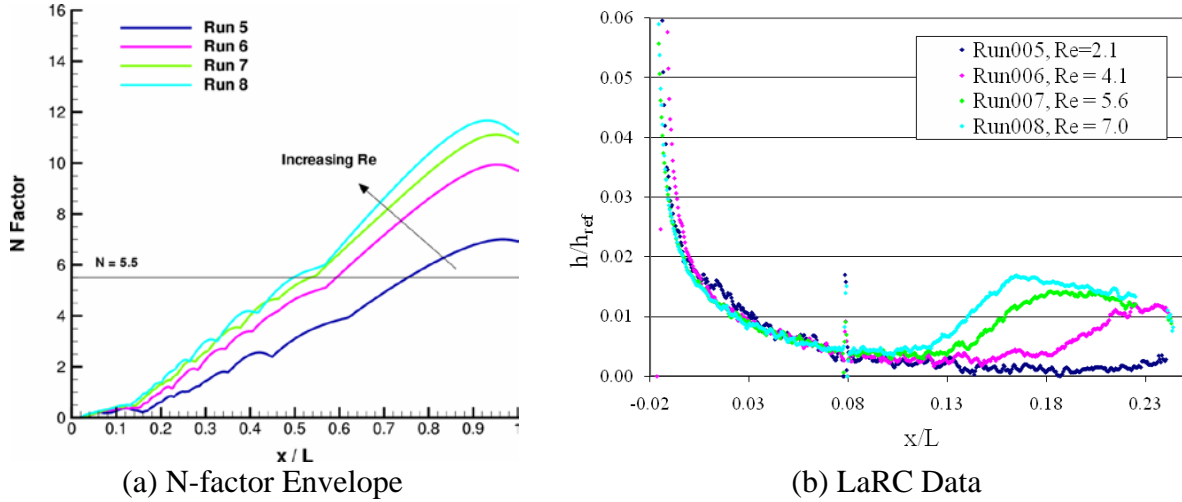 16
14
12
10
8
6
4
2
0
N Factor
Run 5
Run 6
Run 7
Run 8
Increasing Re
N = 5.5
0 0.1 0.2 0.3 0.4 0.5 0.6 0.7 0.8 0.9 1
x / L
(a) N-factor Envelope
0.06
0.05
0.04
0.03
0.02
0.01
0.00
h/href
Run005, Re=2.1
Run006, Re = 4.1
Run007, Re = 5.6
Run008, Re = 7.0
-0.02 0.03 0.08 0.13 0.18 0.23
x/L
(b) LaRC Data